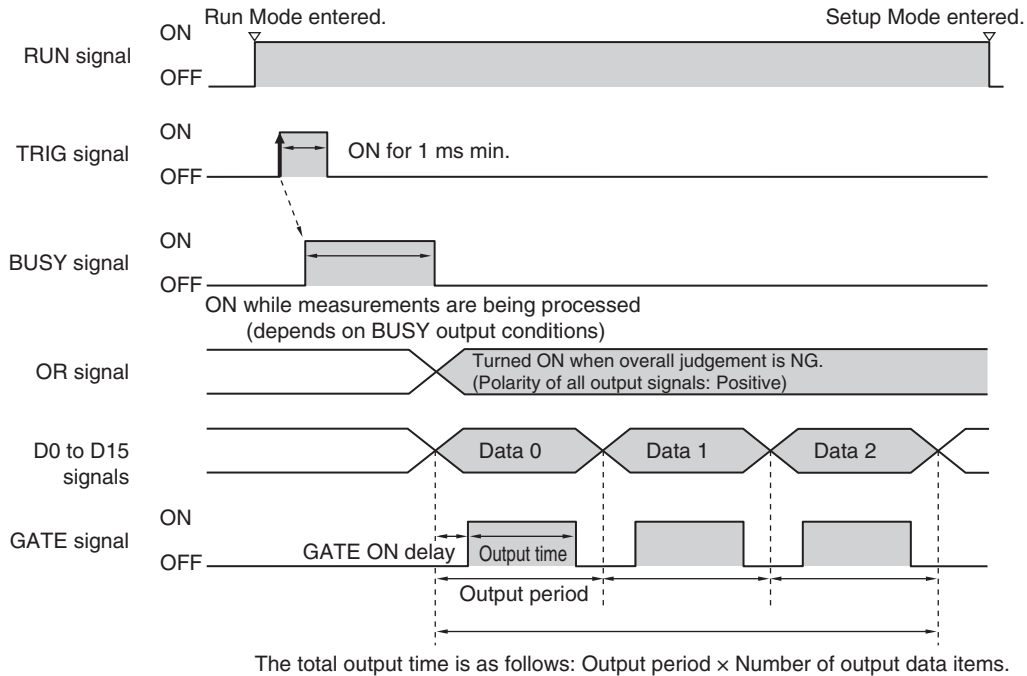 Run Mode entered.
Setup Mode entered.
RUN signal
ON
OFF
TRIG signal
ON
OFF
ON for 1 ms min.
BUSY signal
ON
OFF
ON while measurements are being processed
(depends on BUSY output conditions)
OR signal
Turned ON when overall judgement is NG.
(Polarity of all output signals: Positive)
D0 to D15
signals
Data 0
Data 1
Data 2
GATE signal
ON
OFF
GATE ON delay
Output time
Output period
The total output time is as follows: Output period × Number of output data items.